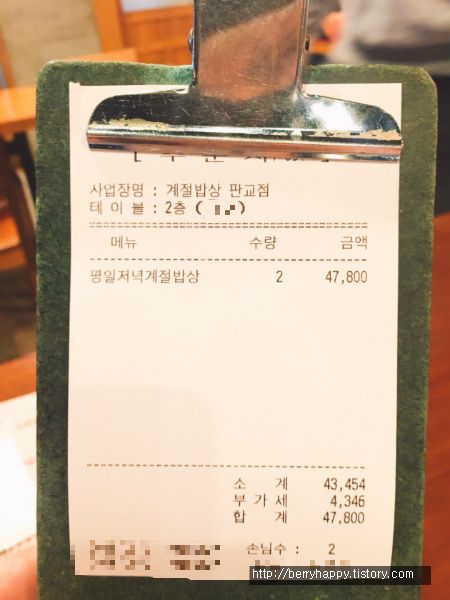 사업장명 : 계절밥상 판교점
테 이 블 : 2층 (
메뉴 수량 금액
평일저녁계절밥상 2 47,800
소 계 43,454
부 가 세 4,346
합 계 47,800
손님수 : 2
http://berryhappy.tistory.com